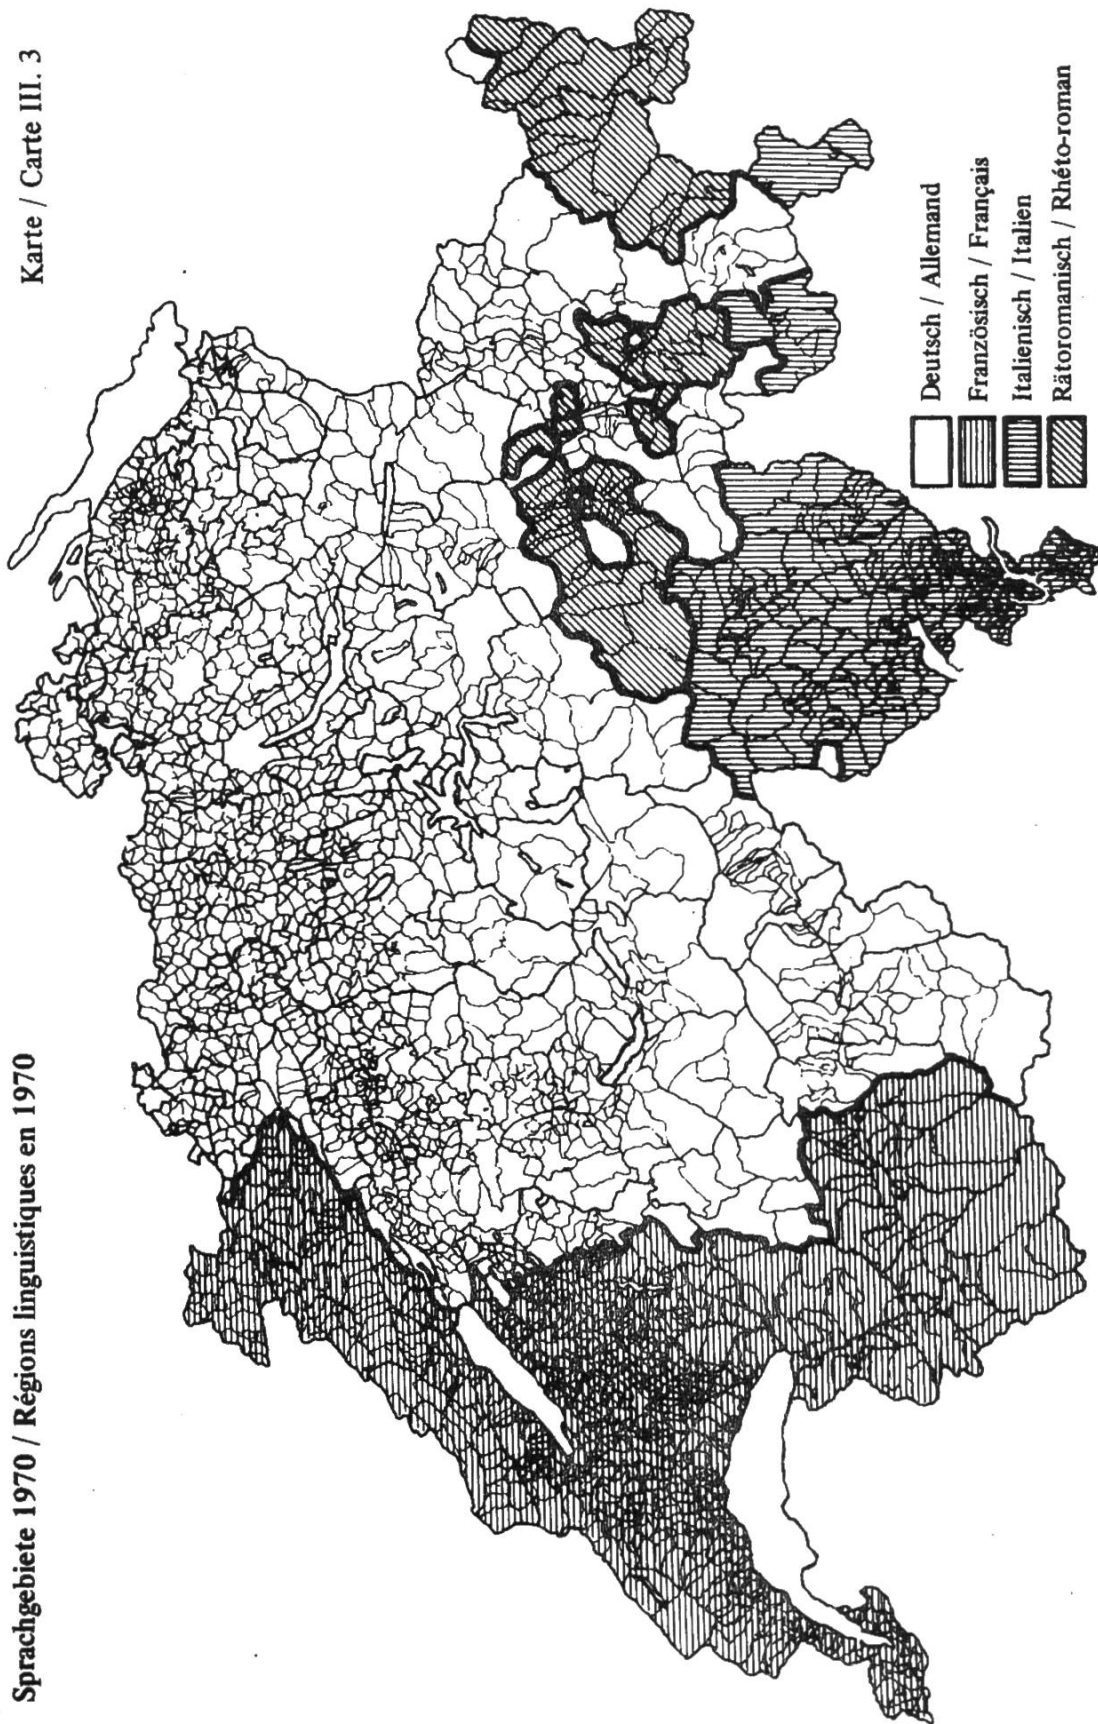 Karte / Carte III. 3
Sprachgebiete 1970 / Régions linguistiques en 1970
Deutsch / Allemand
Französisch / Français
Italienisch / Italien
Rätoromanisch / Rhéto-roman